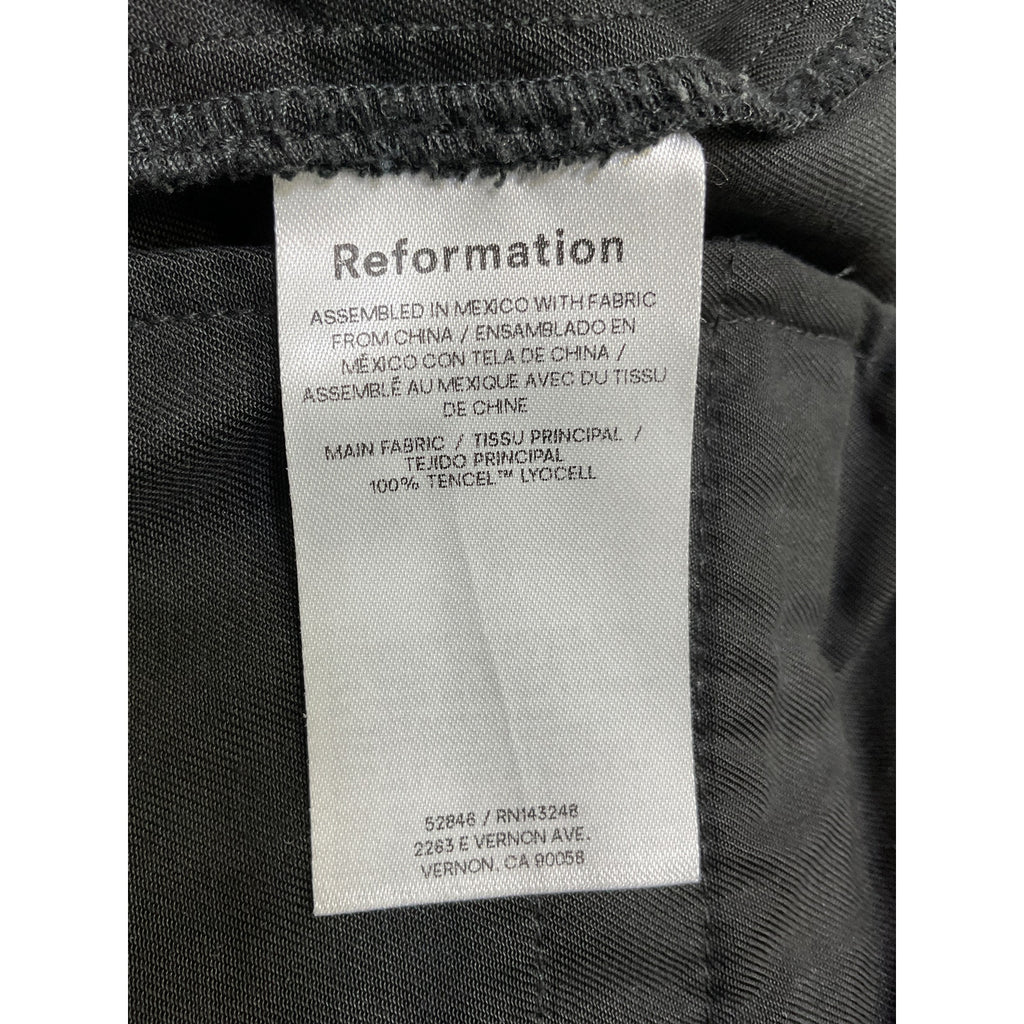 Reformation
ASSEMBLED IN MEXICO WITH FABRIC
FROM CHINA / ENSAMBLADO EN
MÉXICO CON TELA DE CHINA /
ASSEMBLÉ AU MEXIQUE AVEC DU TISSU
DE CHINE
MAIN FABRIC / TISSU PRINCIPAL /
TEJIDO PRINCIPAL
100% TENCEL™ LYOCELL
52846 / RN143248
2263 E VERNON AVE.
VERNON, CA 90058